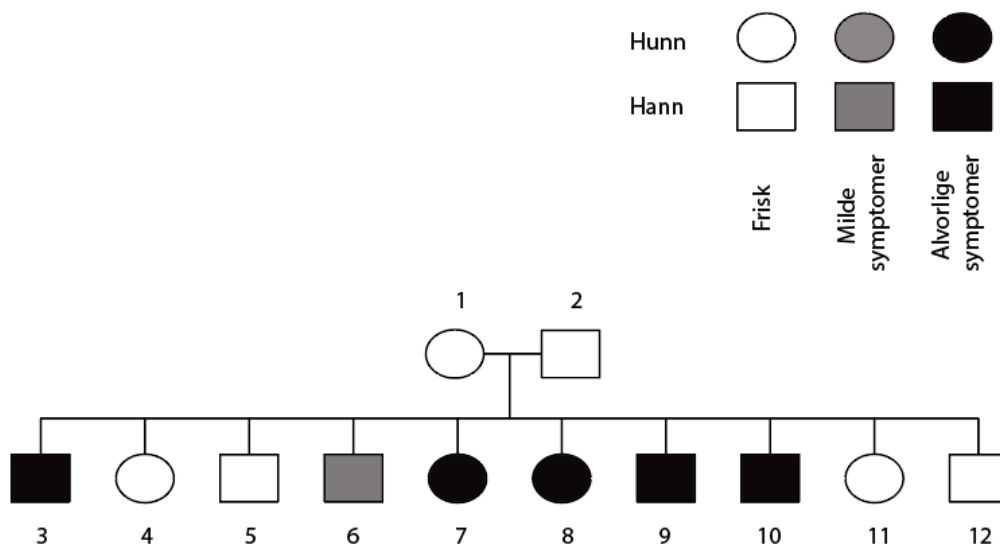 Hunn
Hann
Frisk
Milde
symptomer
Alvorlige
symptomer
1 2
3 4 5 6 7 8 9 10 11 12